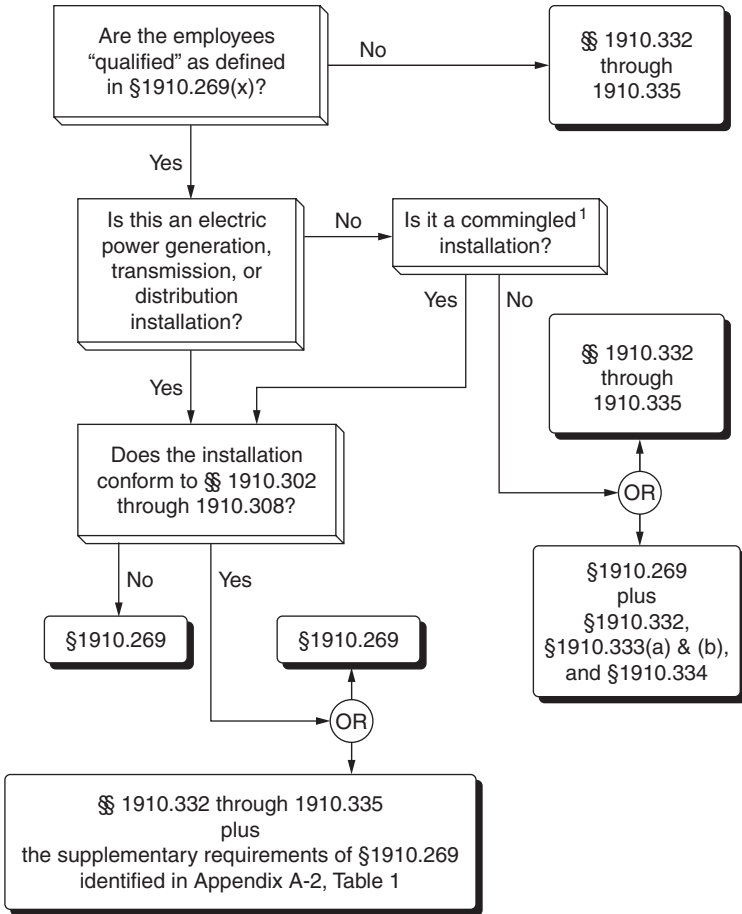 Are the employees
“qualified” as defined
in §1910.269(x)?
No
§§ 1910.332
through
1910.335
Yes
Is this an electric
power generation,
transmission, or
distribution
installation?
No
Is it a commingled1
installation?
Yes
No
§§ 1910.332
through
1910.335
Yes
Does the installation
conform to §§ 1910.302
through 1910.308?
OR
No
Yes
§1910.269
plus
§1910.332,
§1910.333(a) & (b),
and §1910.334
§1910.269
§1910.269
OR
§§ 1910.332 through 1910.335
plus
the supplementary requirements of §1910.269
identified in Appendix A-2, Table 1